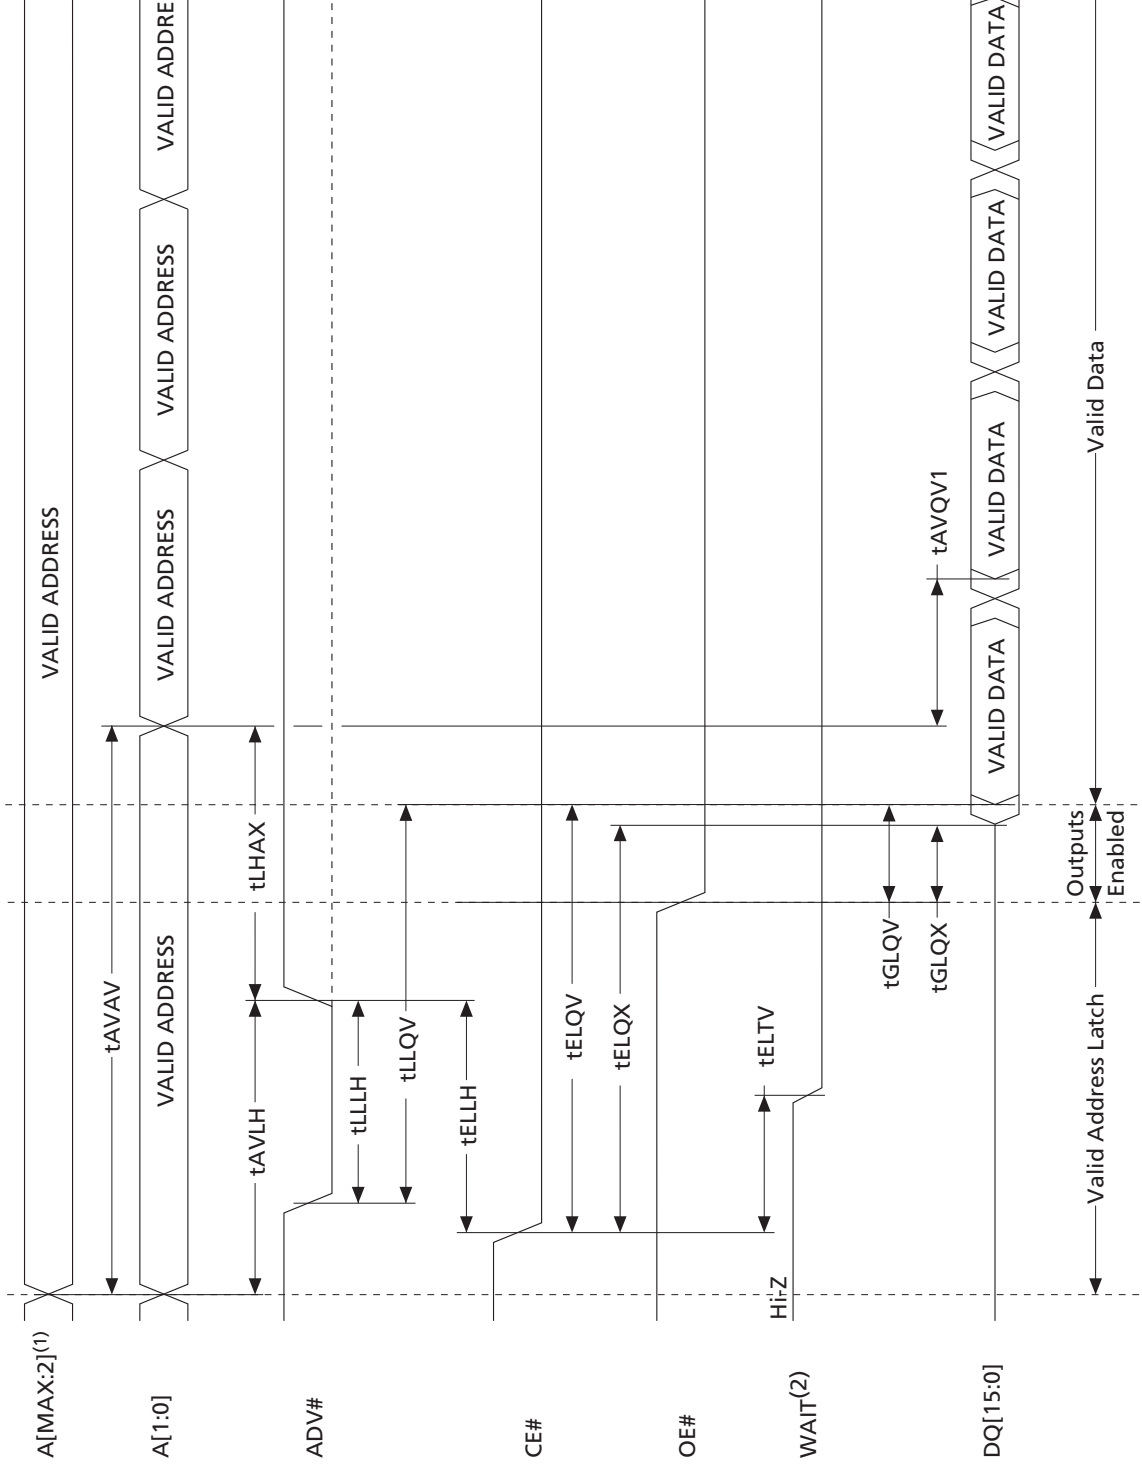 A[MAX:2](1)
VALID ADDRESS
tAVAV
A[1:0]
VALID ADDRESS
VALID ADDRESS
VALID ADDRESS
VALID ADDRE
tAVLH
tLHAX
ADV#
tLLLH
tLLQV
tELLH
CE#
tELQV
tELQX
OE#
tELTV
Hi-Z
WAIT(2)
tGLQV
tGLQX
tAVQV1
DQ[15:0]
VALID DATA
VALID DATA
VALID DATA
VALID DATA
Valid Address Latch
Outputs
Enabled
Valid Data